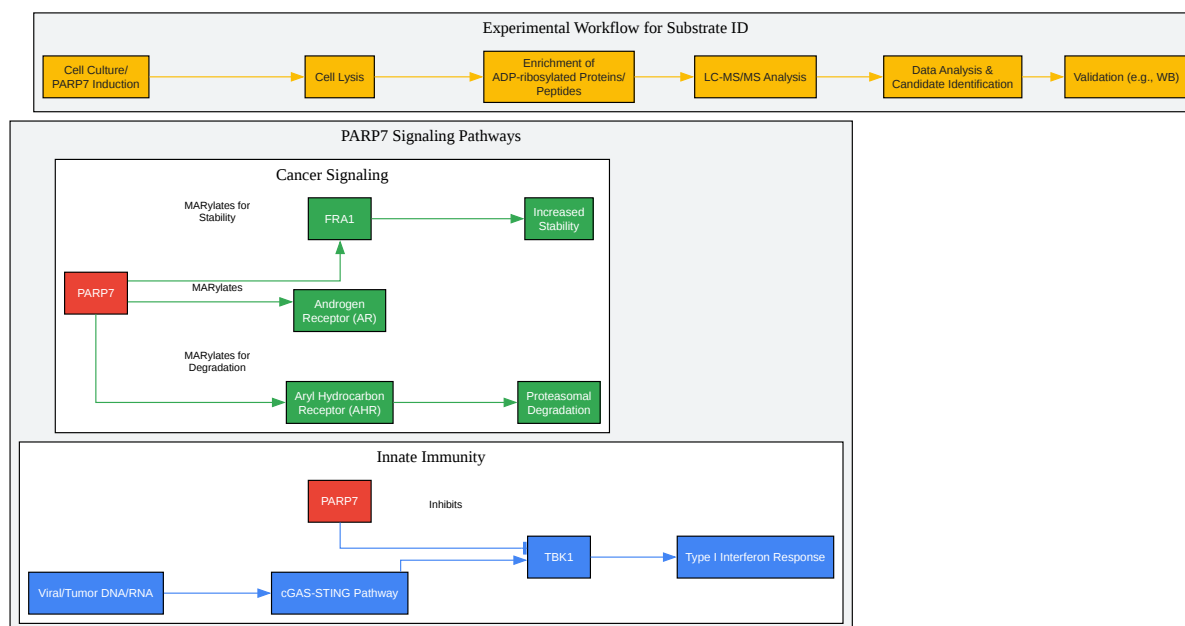 Experimental Workflow for Substrate ID
Cell Culture/
PARP7 Induction
Cell Lysis
Enrichment of
ADP-ribosylated Proteins/
Peptides
LC-MS/MS Analysis
Data Analysis &
Candidate Identification
Validation (e.g., WB)
PARP7 Signaling Pathways
Cancer Signaling
MARylates for
Stability
FRA1
Increased
Stability
PARP7
MARylates
Androgen
Receptor (AR)
MARylates for
Degradation
Aryl Hydrocarbon
Receptor (AHR)
Proteasomal
Degradation
Innate Immunity
PARP7
Inhibits
TBK1
Type I Interferon Response
Viral/Tumor DNA/RNA
cGAS-STING Pathway